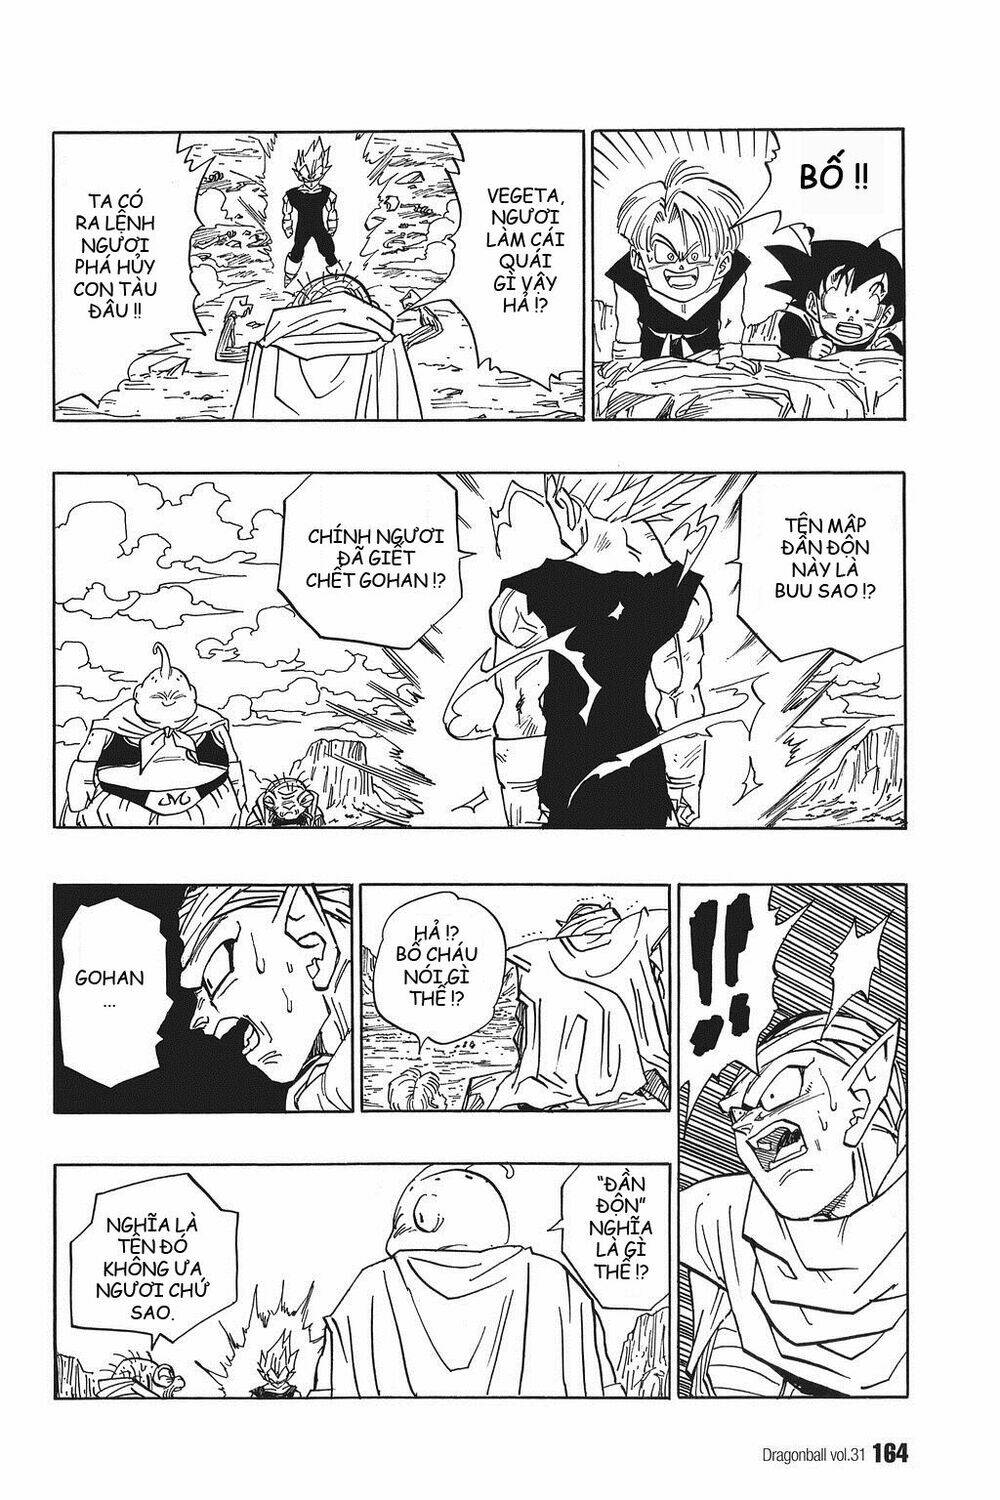 BỐ !!
VEGETA,
NGƯƠI
LÀM CÁI
QUÁI
GÌ VẬY
HẢ !?
TA CÓ
RA LỆNH
NGƯƠI
PHÁ HỦY
CON TÀU
ĐÂU !!
TÊN MẬP
ĐẦN ĐỘN
NÀY LÀ
BUU SAO !?
CHÍNH NGƯƠI
ĐÃ GIẾT
CHẾT GOHAN !?
!!
HẢ !?
BỐ CHÁU
NÓI GÌ
THẾ !?
GOHAN
...
“ĐẦN
ĐỘN”
NGHĨA
LÀ GÌ
THẾ !?
NGHĨA LÀ
TÊN ĐÓ
KHÔNG ƯA
NGƯƠI CHỨ
SAO.
Dragonball vol.31 164